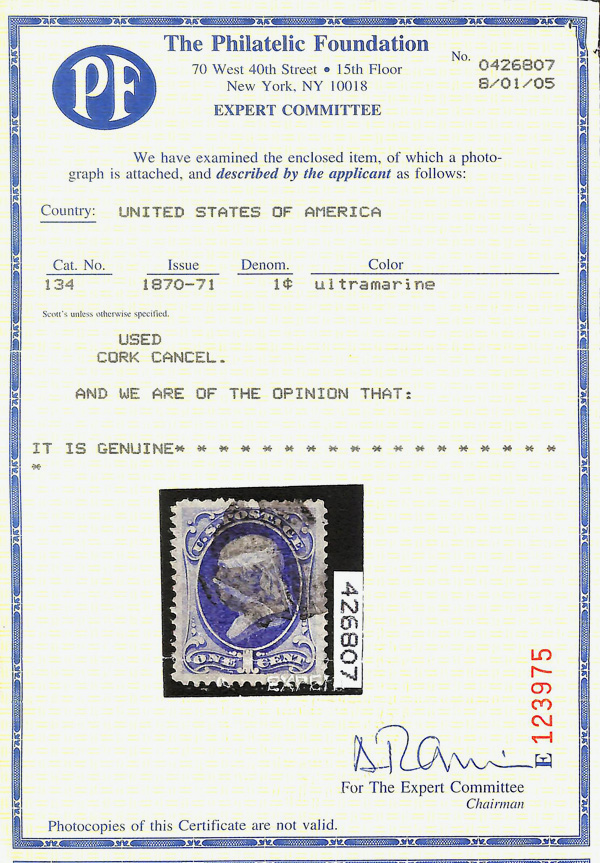 PF
The Philatelic Foundation
70 West 40th Street • 15th Floor
New York, NY 10018
EXPERT COMMITTEE
No. 0426807
8/01/05
We have examined the enclosed item, of which a photo-
graph is attached, and described by the applicant as follows:
Country: UNITED STATES OF AMERICA
Cat. No. Issue Denom. Color
134 1870-71 1¢ ultramarine
Scott's unless otherwise specified.
USED
CORK CANCEL.
AND WE ARE OF THE OPINION THAT:
IT IS GENUINE* * * * * * * * * * * * * * * * * *
*
U.S. POSTAGE
ONE 1 CENT
426807
E 123975
For The Expert Committee
Chairman
Photocopies of this Certificate are not valid.